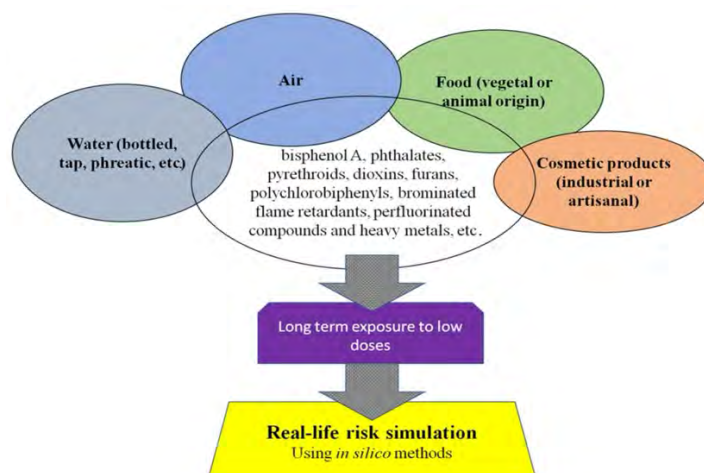 Air
Food (vegetal or
animal origin)
Water (bottled,
tap, phreatic, etc)
Cosmetic products
(industrial or
artisanal)
bisphenol A, phthalates,
pyrethroids, dioxins, furans,
polychlorobiphenyls, brominated
flame retardants, perfluorinated
compounds and heavy metals, etc.
Long term exposure to low
doses
Real-life risk simulation
Using in silico methods